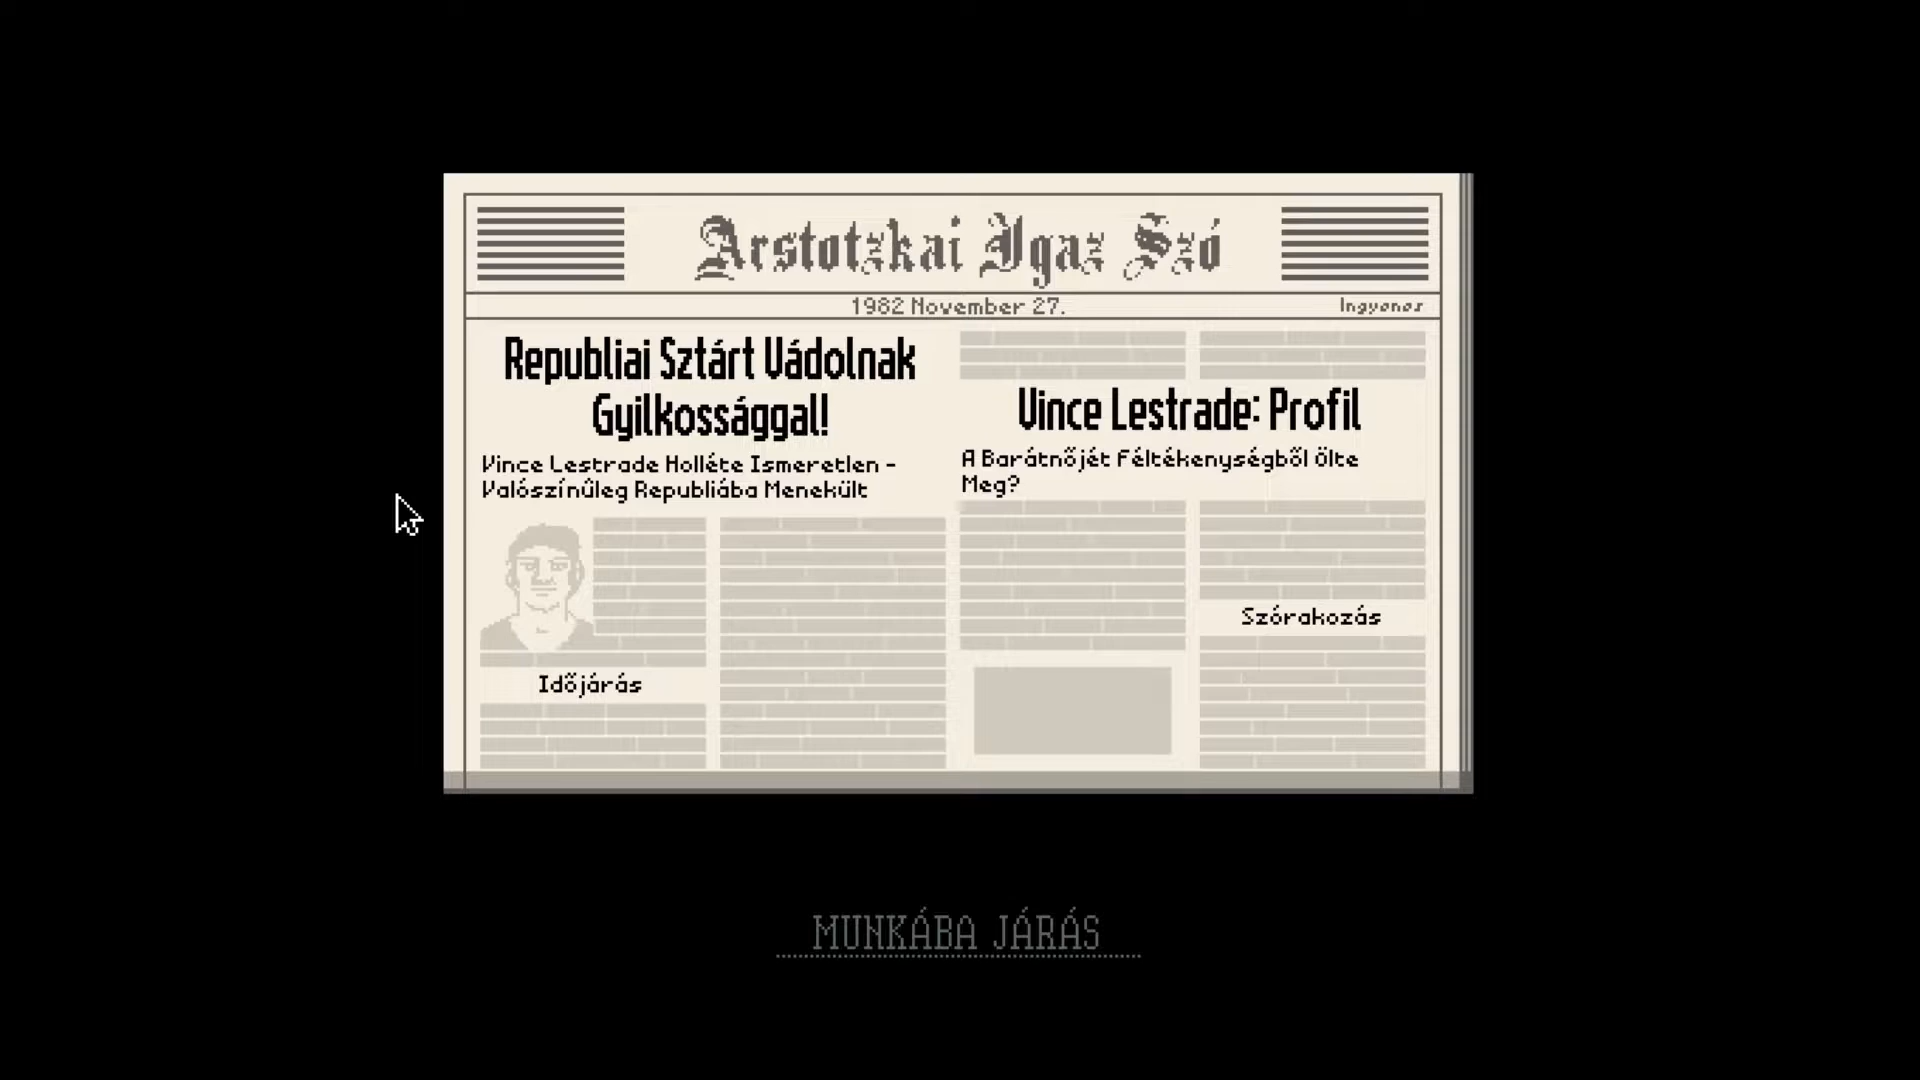 Arstotzkai Igaz Szó
1982 November 27.
Ingyenes
Republiai Sztárt Vádolnak
Gyilkossággal!
Vince Lestrade Holléte Ismeretlen -
Valószínűleg Republiába Menekült
Időjárás
Vince Lestrade: Profil
A Barátnőjét Féltékenységből Ölte
Meg?
Szórakozás
MUNKÁBA JÁRÁS